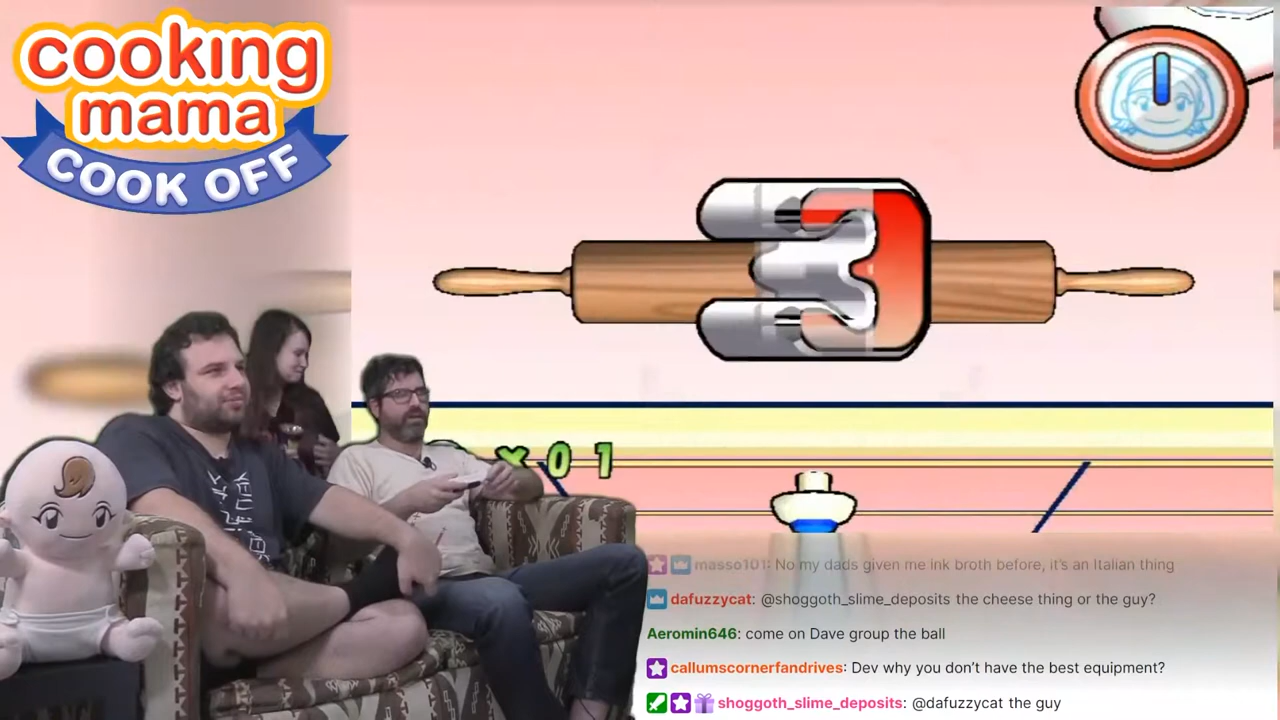 cooking
mama
COOK OFF
x 0 1
masso101: No my dads given me ink broth before, it's an Italian thing
dafuzzycat: @shoggoth_slime_deposits the cheese thing or the guy?
Aeromin646: come on Dave group the ball
callumscornerfandrives: Dev why you don't have the best equipment?
shoggoth_slime_deposits: @dafuzzycat the guy